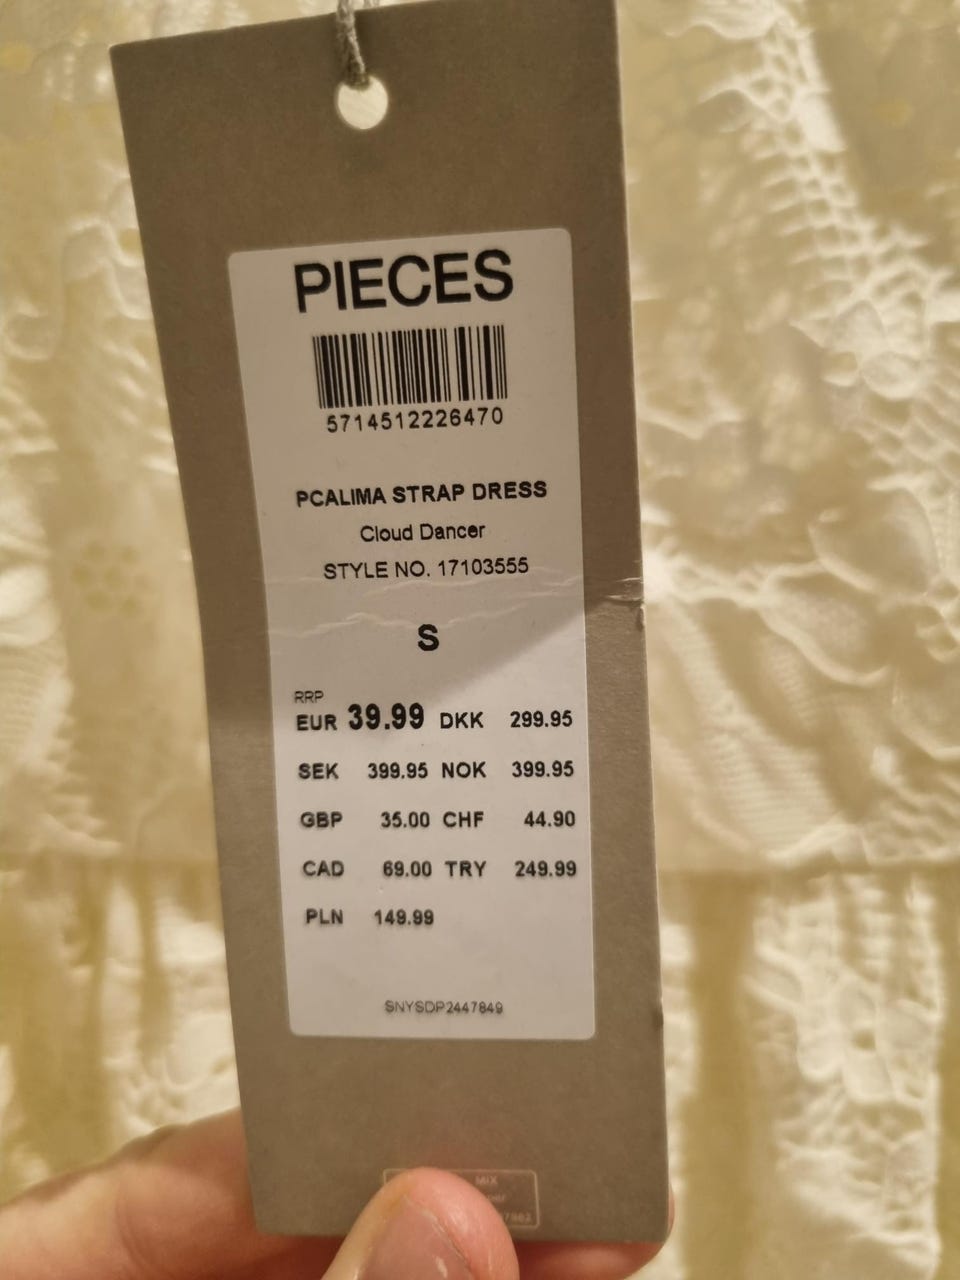 PIECES
5714512226470
PCALIMA STRAP DRESS
Cloud Dancer
STYLE NO. 17103555
S
RRP
EUR 39.99 DKK 299.95
SEK 399.95 NOK 399.95
GBP 35.00 CHF 44.90
CAD 69.00 TRY 249.99
PLN 149.99
SNYSDP2447849
MIX